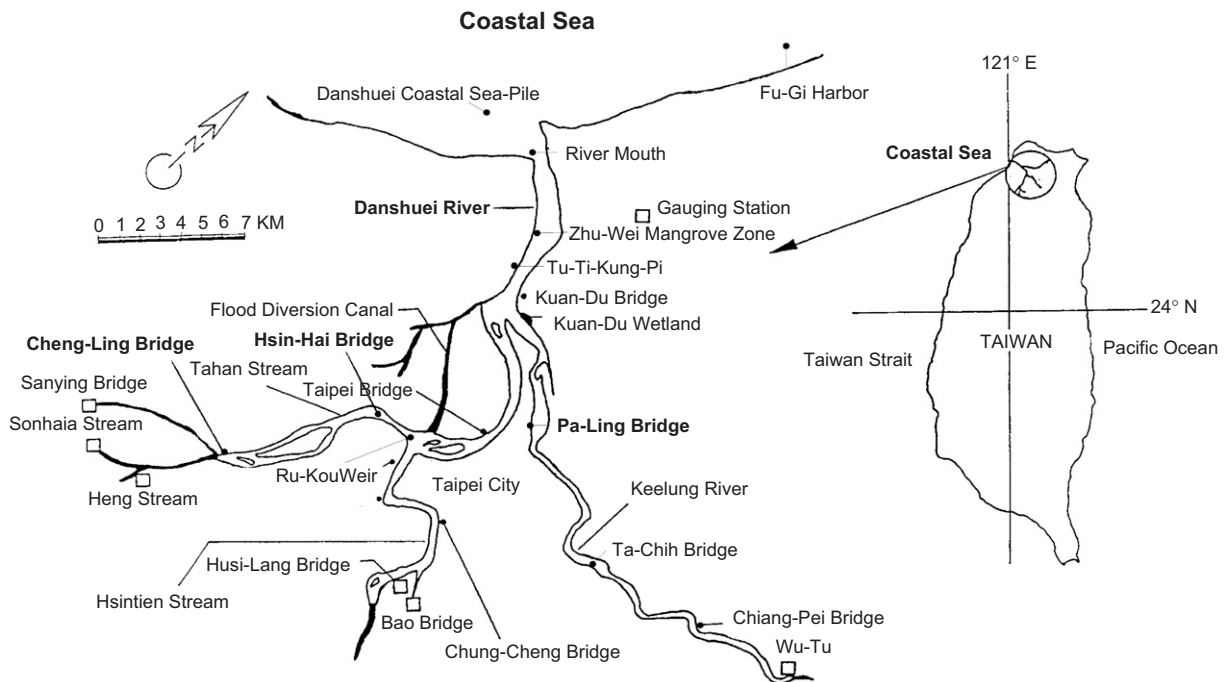 Coastal Sea
121° E
Danshuei Coastal Sea-Pile
Fu-Gi Harbor
River Mouth
Coastal Sea
Danshuei River
Gauging Station
0 1 2 3 4 5 6 7 KM
Zhu-Wei Mangrove Zone
Tu-Ti-Kung-Pi
Flood Diversion Canal
Kuan-Du Bridge
24° N
Kuan-Du Wetland
Hsin-Hai Bridge
Cheng-Ling Bridge
TAIWAN
Taiwan Strait
Pacific Ocean
Tahan Stream
Sanying Bridge
Taipei Bridge
Sonhaia Stream
Pa-Ling Bridge
Ru-KouWeir
Taipei City
Heng Stream
Keelung River
Ta-Chih Bridge
Husi-Lang Bridge
Hsintien Stream
Bao Bridge
Chiang-Pei Bridge
Chung-Cheng Bridge
Wu-Tu